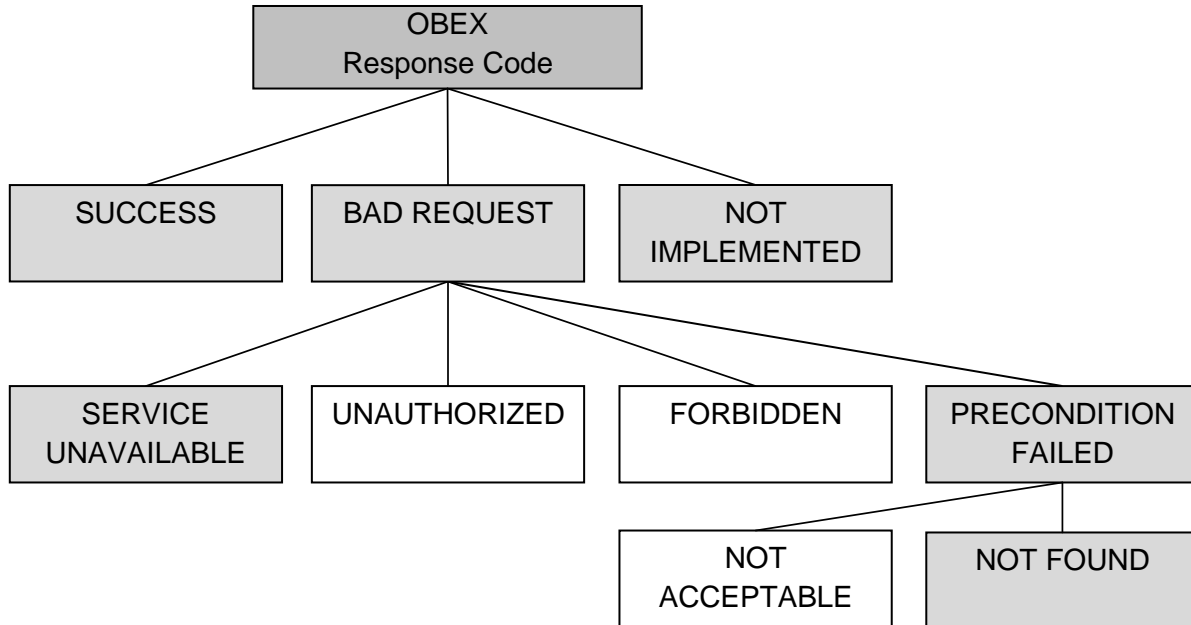 OBEX
Response Code
SUCCESS
BAD REQUEST
NOT
IMPLEMENTED
SERVICE
UNAVAILABLE
UNAUTHORIZED
FORBIDDEN
PRECONDITION
FAILED
NOT
ACCEPTABLE
NOT FOUND